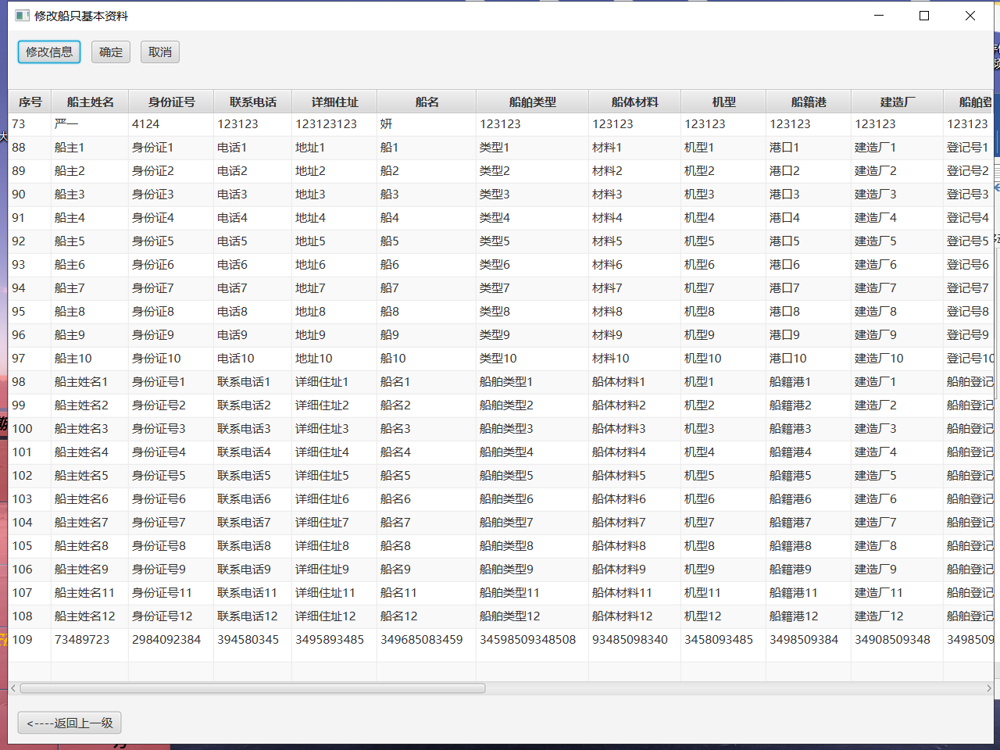 修改船只基本资料
修改信息 确定 取消
序号 船主姓名 身份证号 联系电话 详细住址 船名 船舶类型 船体材料 机型 船籍港 建造厂 船舶登
73 严一 4124 123123 123123123 妍 123123 123123 123123 123123 123123 123123
88 船主1 身份证1 电话1 地址1 船1 类型1 材料1 机型1 港口1 建造厂1 登记号1
89 船主2 身份证2 电话2 地址2 船2 类型2 材料2 机型2 港口2 建造厂2 登记号2
90 船主3 身份证3 电话3 地址3 船3 类型3 材料3 机型3 港口3 建造厂3 登记号3
91 船主4 身份证4 电话4 地址4 船4 类型4 材料4 机型4 港口4 建造厂4 登记号4
92 船主5 身份证5 电话5 地址5 船5 类型5 材料5 机型5 港口5 建造厂5 登记号5
93 船主6 身份证6 电话6 地址6 船6 类型6 材料6 机型6 港口6 建造厂6 登记号6
94 船主7 身份证7 电话7 地址7 船7 类型7 材料7 机型7 港口7 建造厂7 登记号7
95 船主8 身份证8 电话8 地址8 船8 类型8 材料8 机型8 港口8 建造厂8 登记号8
96 船主9 身份证9 电话9 地址9 船9 类型9 材料9 机型9 港口9 建造厂9 登记号9
97 船主10 身份证10 电话10 地址10 船10 类型10 材料10 机型10 港口10 建造厂10 登记号10
98 船主姓名1 身份证号1 联系电话1 详细住址1 船名1 船舶类型1 船体材料1 机型1 船籍港1 建造厂1 船舶登记
99 船主姓名2 身份证号2 联系电话2 详细住址2 船名2 船舶类型2 船体材料2 机型2 船籍港2 建造厂2 船舶登记
100 船主姓名3 身份证号3 联系电话3 详细住址3 船名3 船舶类型3 船体材料3 机型3 船籍港3 建造厂3 船舶登记
101 船主姓名4 身份证号4 联系电话4 详细住址4 船名4 船舶类型4 船体材料4 机型4 船籍港4 建造厂4 船舶登记
102 船主姓名5 身份证号5 联系电话5 详细住址5 船名5 船舶类型5 船体材料5 机型5 船籍港5 建造厂5 船舶登记
103 船主姓名6 身份证号6 联系电话6 详细住址6 船名6 船舶类型6 船体材料6 机型6 船籍港6 建造厂6 船舶登记
104 船主姓名7 身份证号7 联系电话7 详细住址7 船名7 船舶类型7 船体材料7 机型7 船籍港7 建造厂7 船舶登记
105 船主姓名8 身份证号8 联系电话8 详细住址8 船名8 船舶类型8 船体材料8 机型8 船籍港8 建造厂8 船舶登记
106 船主姓名9 身份证号9 联系电话9 详细住址9 船名9 船舶类型9 船体材料9 机型9 船籍港9 建造厂9 船舶登记
107 船主姓名11 身份证号11 联系电话11 详细住址11 船名11 船舶类型11 船体材料11 机型11 船籍港11 建造厂11 船舶登记
108 船主姓名12 身份证号12 联系电话12 详细住址12 船名12 船舶类型12 船体材料12 机型12 船籍港12 建造厂12 船舶登记
109 73489723 2984092384 394580345 3495893485 349685083459 34598509348508 93485098340 3458093485 3498509384 34908509348 3498509
<----返回上一级